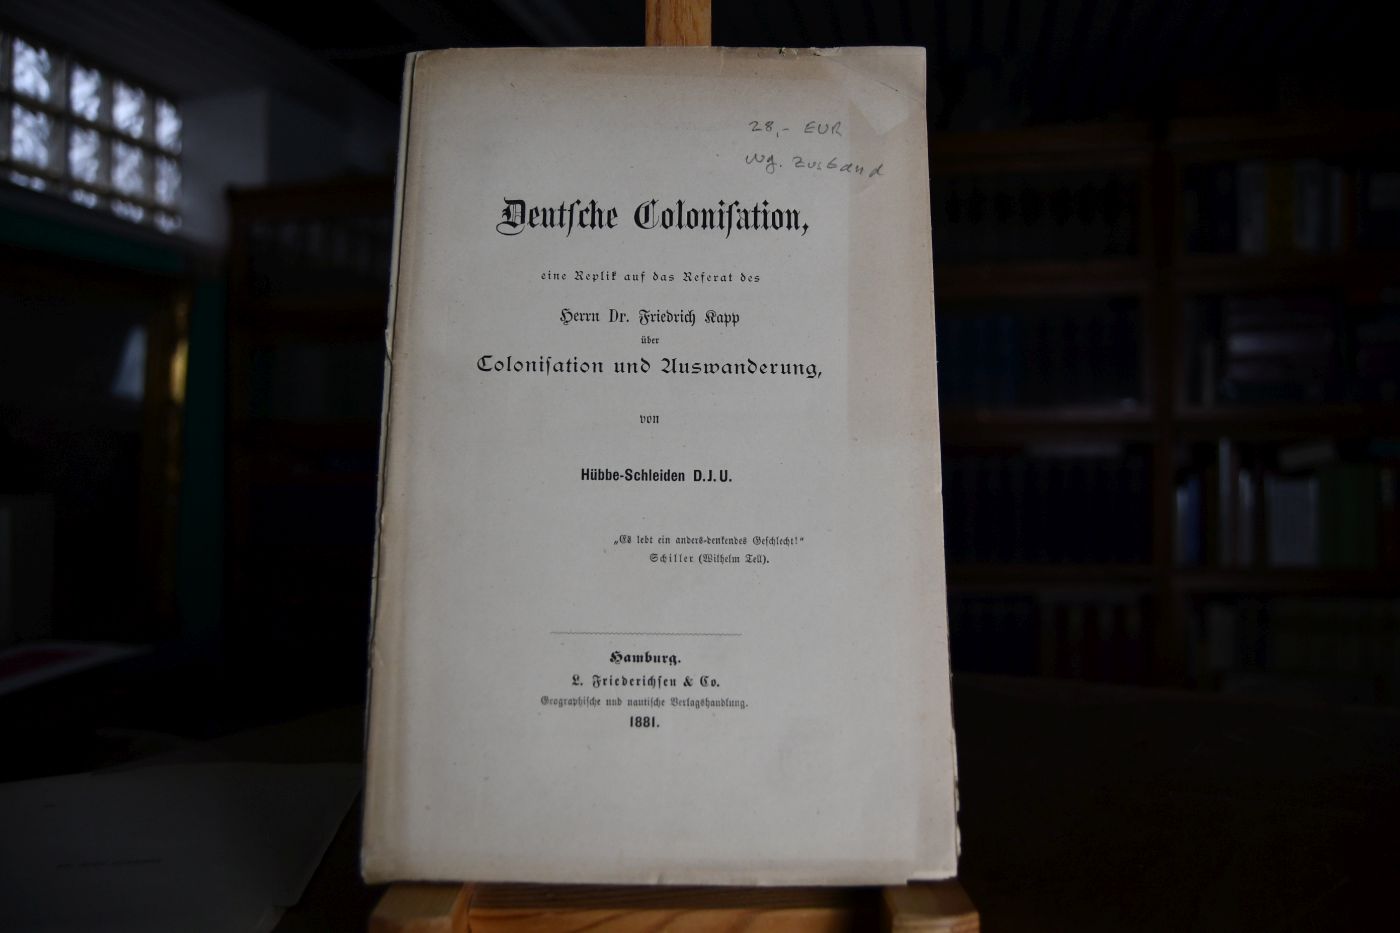 28,- EUR
wg. Zustand
Deutſche Coloniſation,
eine Replik auf das Referat des
Herrn Dr. Friedrich Kapp
über
Coloniſation und Auswanderung,
von
Hübbe-Schleiden D.J.U.
„Es lebt ein anders-denkendes Geſchlecht!“
Schiller (Wilhelm Tell).
Hamburg.
L. Friederichſen & Co.
Geographiſche und nautiſche Verlagshandlung.
1881.